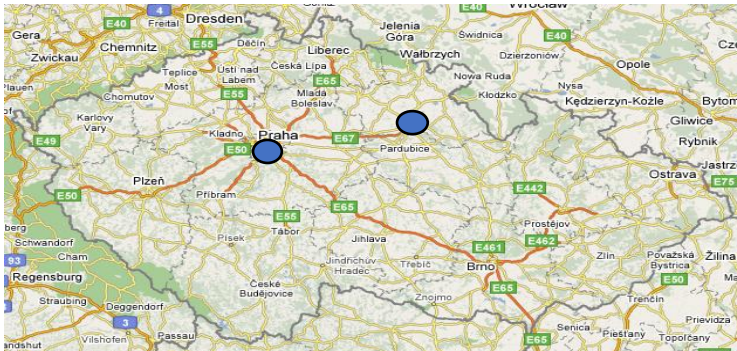 Wrocław
4
Gera
E40
Freital
Dresden
Jelenia
Góra
Świdnica
E40
Chemnitz
E55
Děčín
Liberec
Wałbrzych
Dzierżoniów
Zwickau
Teplice
Ústí nad
Labem
Česká Lípa
E65
Nowa Ruda
Opole
Plauen
Most
Mladá
Boleslav
Nysa
Chomutov
E55
Kłodzko
Kędzierzyn-Koźle
Bytom
Karlovy
Vary
Kladno
Praha
E67
Gliwice
E49
E50
Pardubice
Rybnik
Plzeň
E50
Příbram
E65
E442
Ostrava
E75
E55
Tábor
Prostějov
Schwandorf
Písek
Jihlava
E461
E462
Cham
Jindřichův
Hradec
Třebíč
Brno
Zlín
Považská
Bystrica
Žilina
93
Regensburg
České
Budějovice
E65
E50
Straubing
Deggendorf
Znojmo
Trenčín
3
Passau
Vilshofen
E65
Senica
Piešťany
Prievidza
Topoľčany